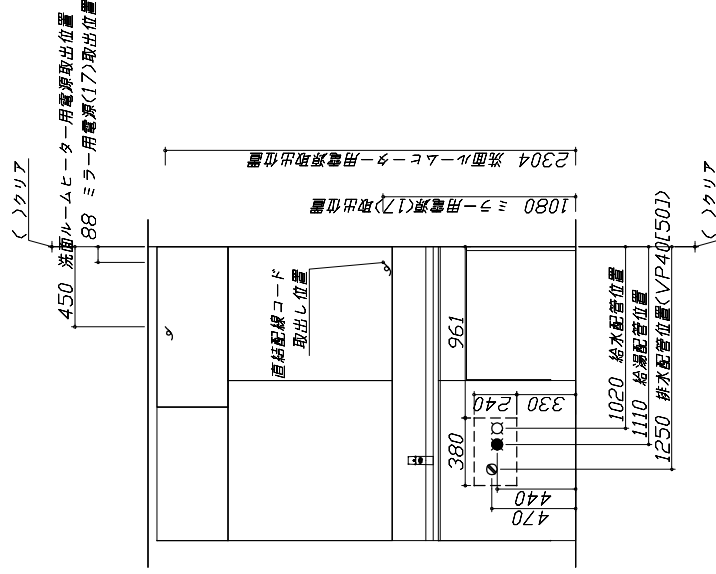 ( )クリア
450 洗面ルームヒーター用電源取出位置
88 ミラー用電源(17)取出位置
2304 洗面ルームヒーター用電源取出位置
1080 ミラー用電源(17)取出位置
直結配線コード
取出し位置
961
240
330
380
440
470
1020 給水配管位置
1110 給湯配管位置
1250 排水配管位置(VP40[50])
( )クリア